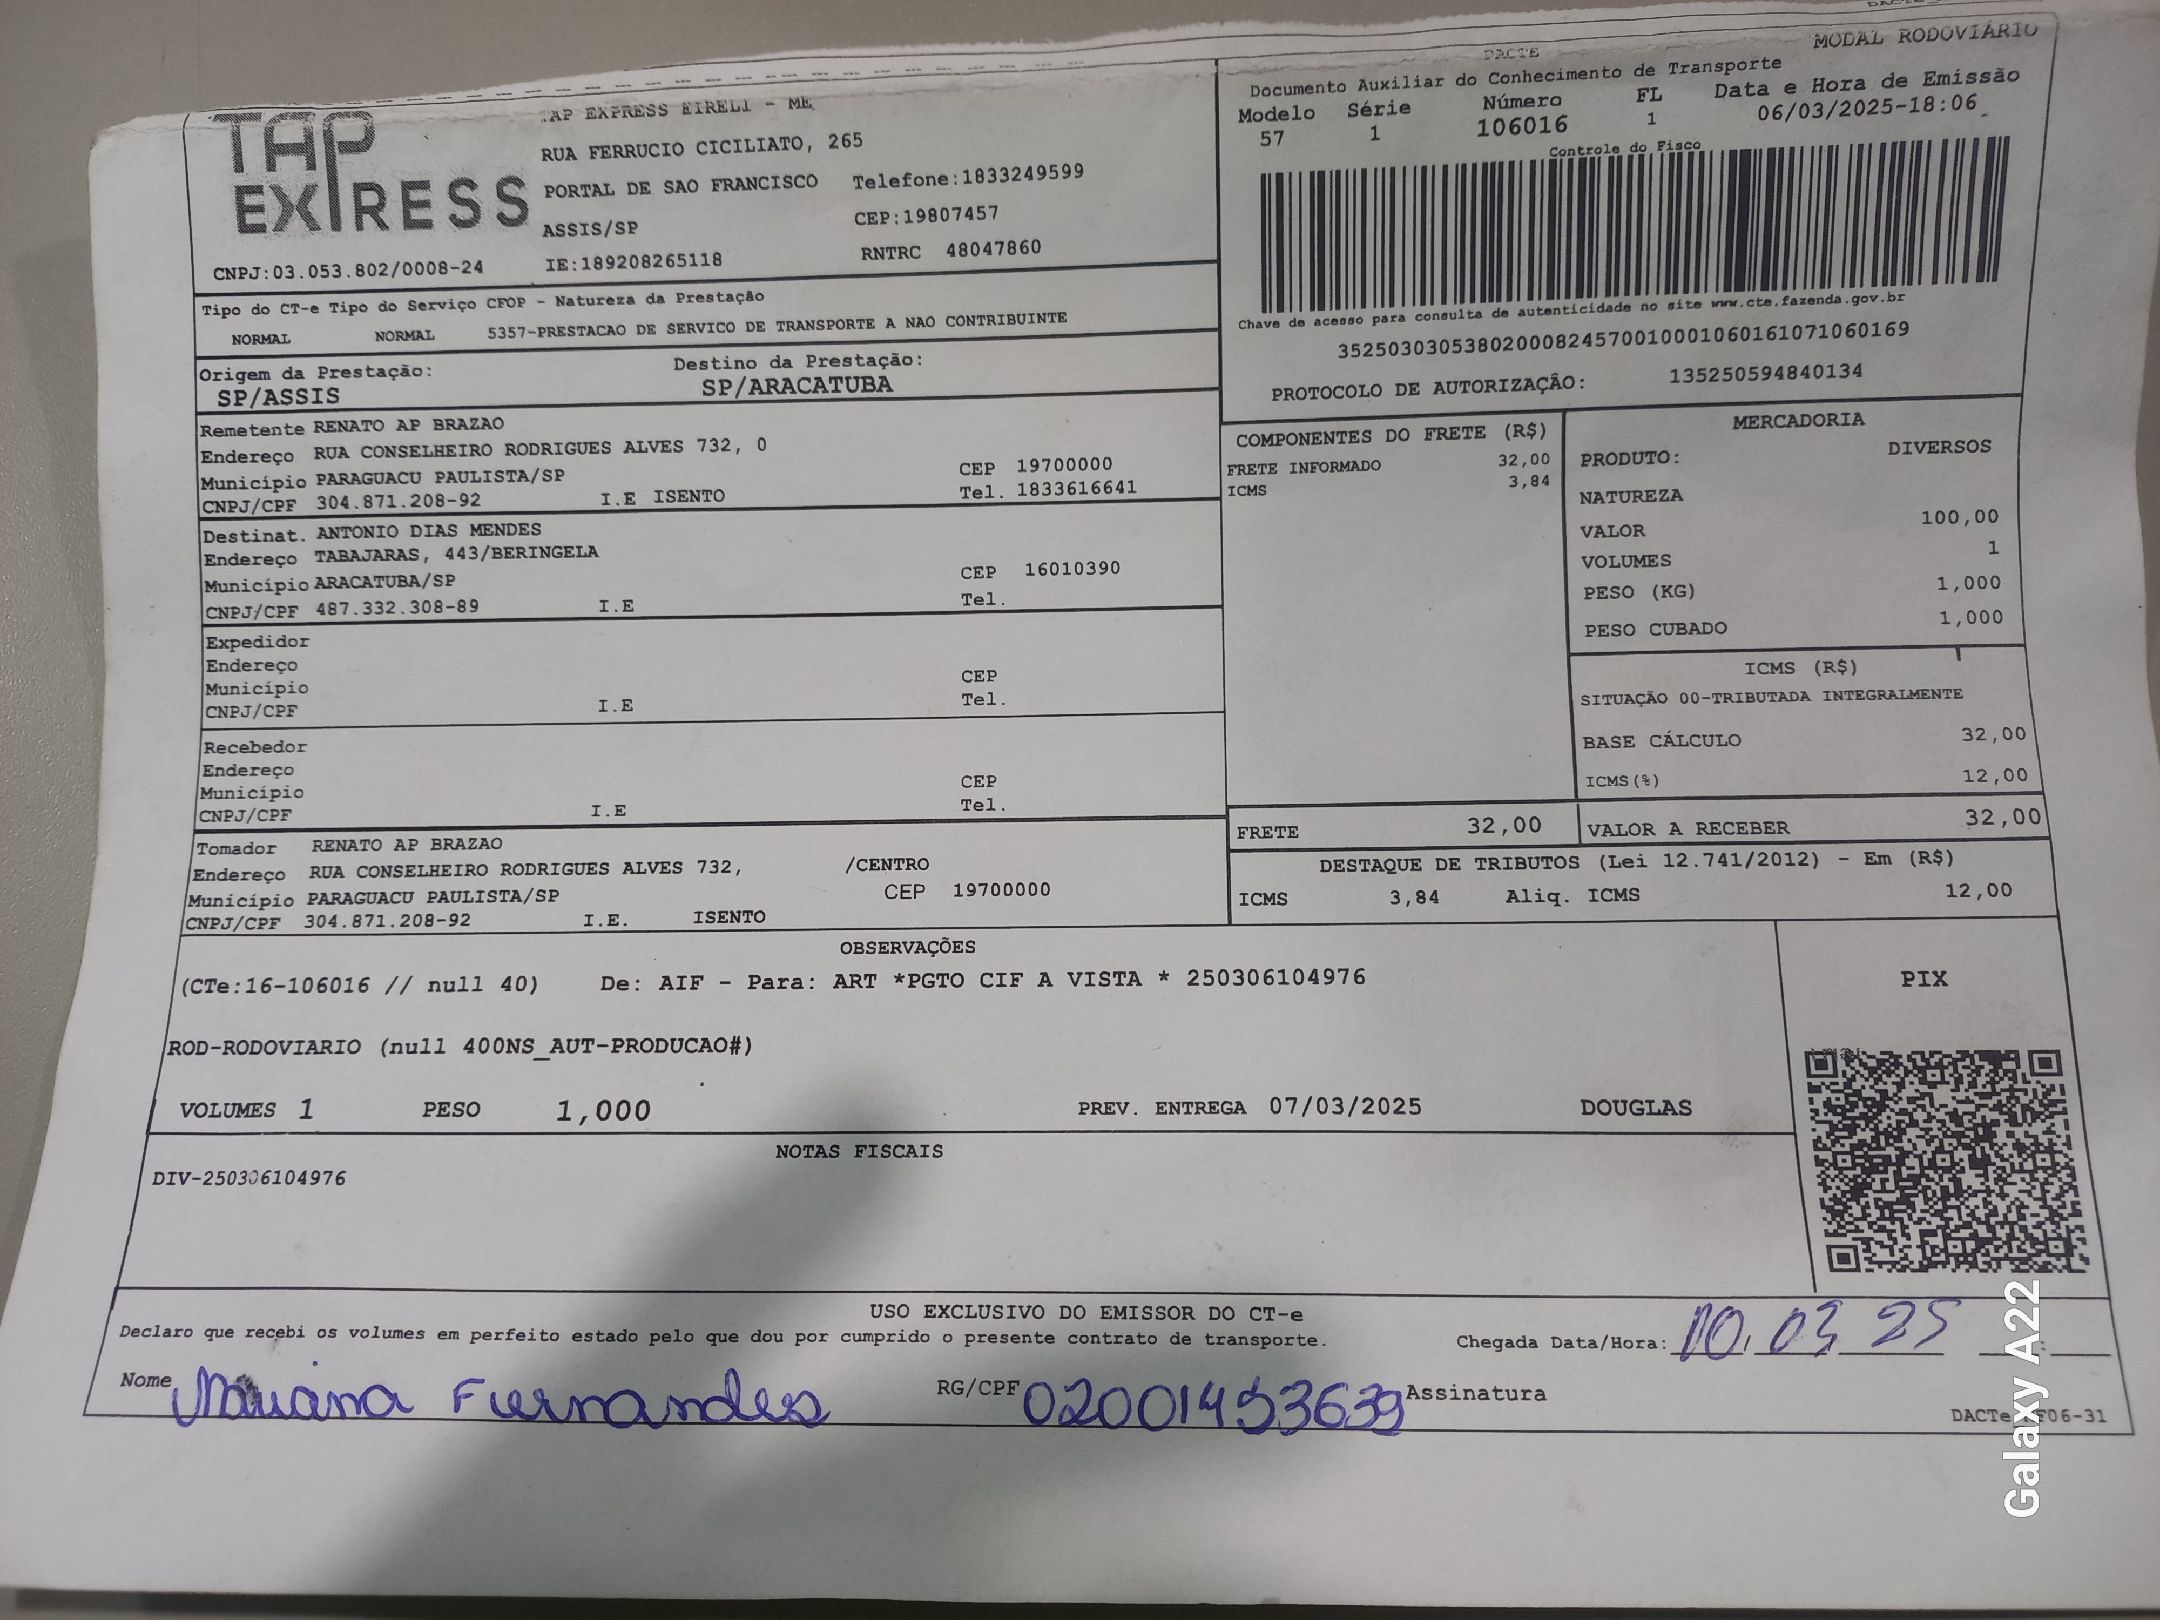 MODAL RODOVIÁRIO
TAP EXPRESS
AP EXPRESS EIRELI - ME
RUA FERRUCIO CICILIATO, 265
PORTAL DE SAO FRANCISCO Telefone:1833249599
ASSIS/SP CEP:19807457
CNPJ:03.053.802/0008-24 IE:189208265118 RNTRC 48047860
DACTE
Documento Auxiliar do Conhecimento de Transporte
Modelo Série Número FL Data e Hora de Emissão
57 1 106016 1 06/03/2025-18:06
Controle do Fisco
Chave de acesso para consulta de autenticidade no site www.cte.fazenda.gov.br
35250303053802000824570010001060161071060169
PROTOCOLO DE AUTORIZAÇÃO: 135250594840134
Tipo do CT-e Tipo do Serviço CFOP - Natureza da Prestação
NORMAL NORMAL 5357-PRESTACAO DE SERVICO DE TRANSPORTE A NAO CONTRIBUINTE
Origem da Prestação: Destino da Prestação:
SP/ASSIS SP/ARACATUBA
Remetente RENATO AP BRAZAO
Endereço RUA CONSELHEIRO RODRIGUES ALVES 732, 0
Município PARAGUACU PAULISTA/SP CEP 19700000
CNPJ/CPF 304.871.208-92 I.E ISENTO Tel. 1833616641
Destinat. ANTONIO DIAS MENDES
Endereço TABAJARAS, 443/BERINGELA
Município ARACATUBA/SP CEP 16010390
CNPJ/CPF 487.332.308-89 I.E Tel.
Expedidor
Endereço
Município CEP
CNPJ/CPF I.E Tel.
Recebedor
Endereço
Município CEP
CNPJ/CPF I.E Tel.
Tomador RENATO AP BRAZAO
Endereço RUA CONSELHEIRO RODRIGUES ALVES 732, /CENTRO
Município PARAGUACU PAULISTA/SP CEP 19700000
CNPJ/CPF 304.871.208-92 I.E. ISENTO
COMPONENTES DO FRETE (R$)
FRETE INFORMADO 32,00
ICMS 3,84
MERCADORIA
PRODUTO: DIVERSOS
NATUREZA
VALOR 100,00
VOLUMES 1
PESO (KG) 1,000
PESO CUBADO 1,000
ICMS (R$)
SITUAÇÃO 00-TRIBUTADA INTEGRALMENTE
BASE CÁLCULO 32,00
ICMS(%) 12,00
FRETE 32,00 VALOR A RECEBER 32,00
DESTAQUE DE TRIBUTOS (Lei 12.741/2012) - Em (R$)
ICMS 3,84 Aliq. ICMS 12,00
OBSERVAÇÕES
(CTe:16-106016 // null 40) De: AIF - Para: ART *PGTO CIF A VISTA * 250306104976
ROD-RODOVIARIO (null 400NS_AUT-PRODUCAO#)
VOLUMES 1 PESO 1,000 PREV. ENTREGA 07/03/2025 DOUGLAS
PIX
NOTAS FISCAIS
DIV-250306104976
USO EXCLUSIVO DO EMISSOR DO CT-e
Declaro que recebi os volumes em perfeito estado pelo que dou por cumprido o presente contrato de transporte. Chegada Data/Hora: 10, 03 25
Nome Mariana Fernandes RG/CPF 02001453639 Assinatura
DACTe F06-31
Galaxy A22